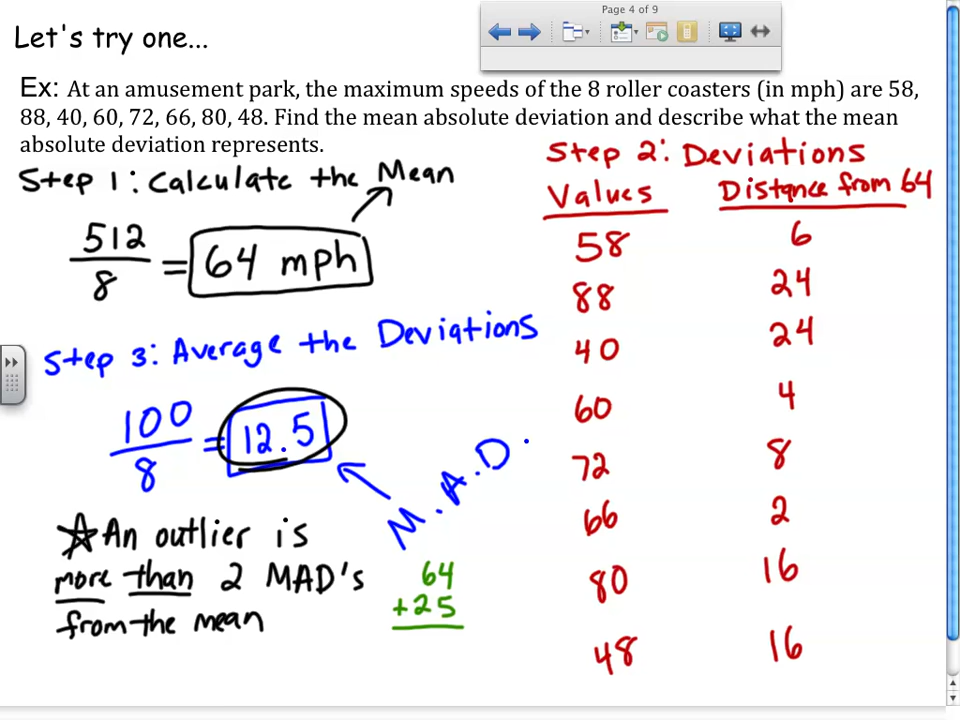 Page 4 of 9
Let's try one...
Ex: At an amusement park, the maximum speeds of the 8 roller coasters (in mph) are 58,
88, 40, 60, 72, 66, 80, 48. Find the mean absolute deviation and describe what the mean
absolute deviation represents.
Step 1: Calculate the Mean
512
8
= 64 mph
Step 2: Deviations
Values Distance from 64
58 6
88 24
40 24
60 4
72 8
66 2
80 16
48 16
Step 3: Average the Deviations
100
8
= 12.5
M.A.D.
☆ An outlier is
more than 2 MAD's
from the mean
64
+25